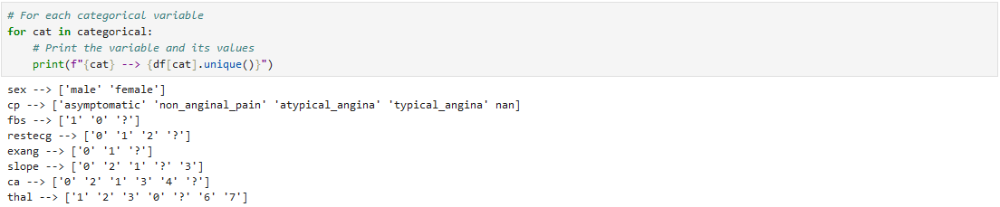 # For each categorical variable
for cat in categorical:
    # Print the variable and its values
    print(f"{cat} --> {df[cat].unique()}")
sex --> ['male' 'female']
cp --> ['asymptomatic' 'non_anginal_pain' 'atypical_angina' 'typical_angina' nan]
fbs --> ['1' '0' '?']
restecg --> ['0' '1' '2' '?']
exang --> ['0' '1' '?']
slope --> ['0' '2' '1' '?' '3']
ca --> ['0' '2' '1' '3' '4' '?']
thal --> ['1' '2' '3' '0' '?' '6' '7']